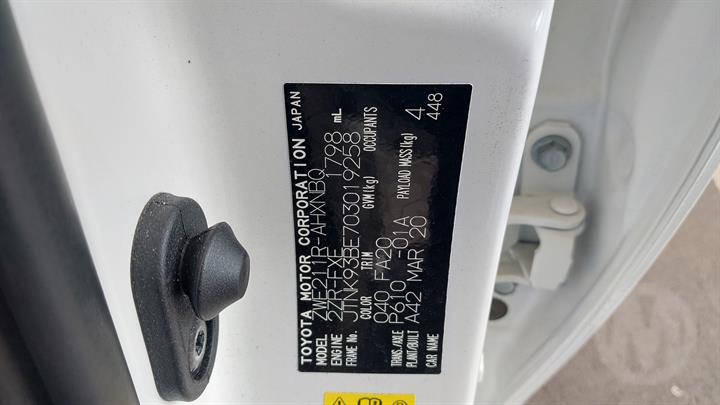 TOYOTA MOTOR CORPORATION JAPAN
MODEL ZWE211R-AHXNBQ
ENGINE 2ZR-FXE 1798 mL
FRAME No. JTNK93BE703019258
COLOR TRIM GVM(kg) OCCUPANTS
040 FA20
TRANS./AXLE P610 -01A PAYLOAD MASS(kg) 4
PLANT/BUILT A42 MAR 20 448
CAR NAME